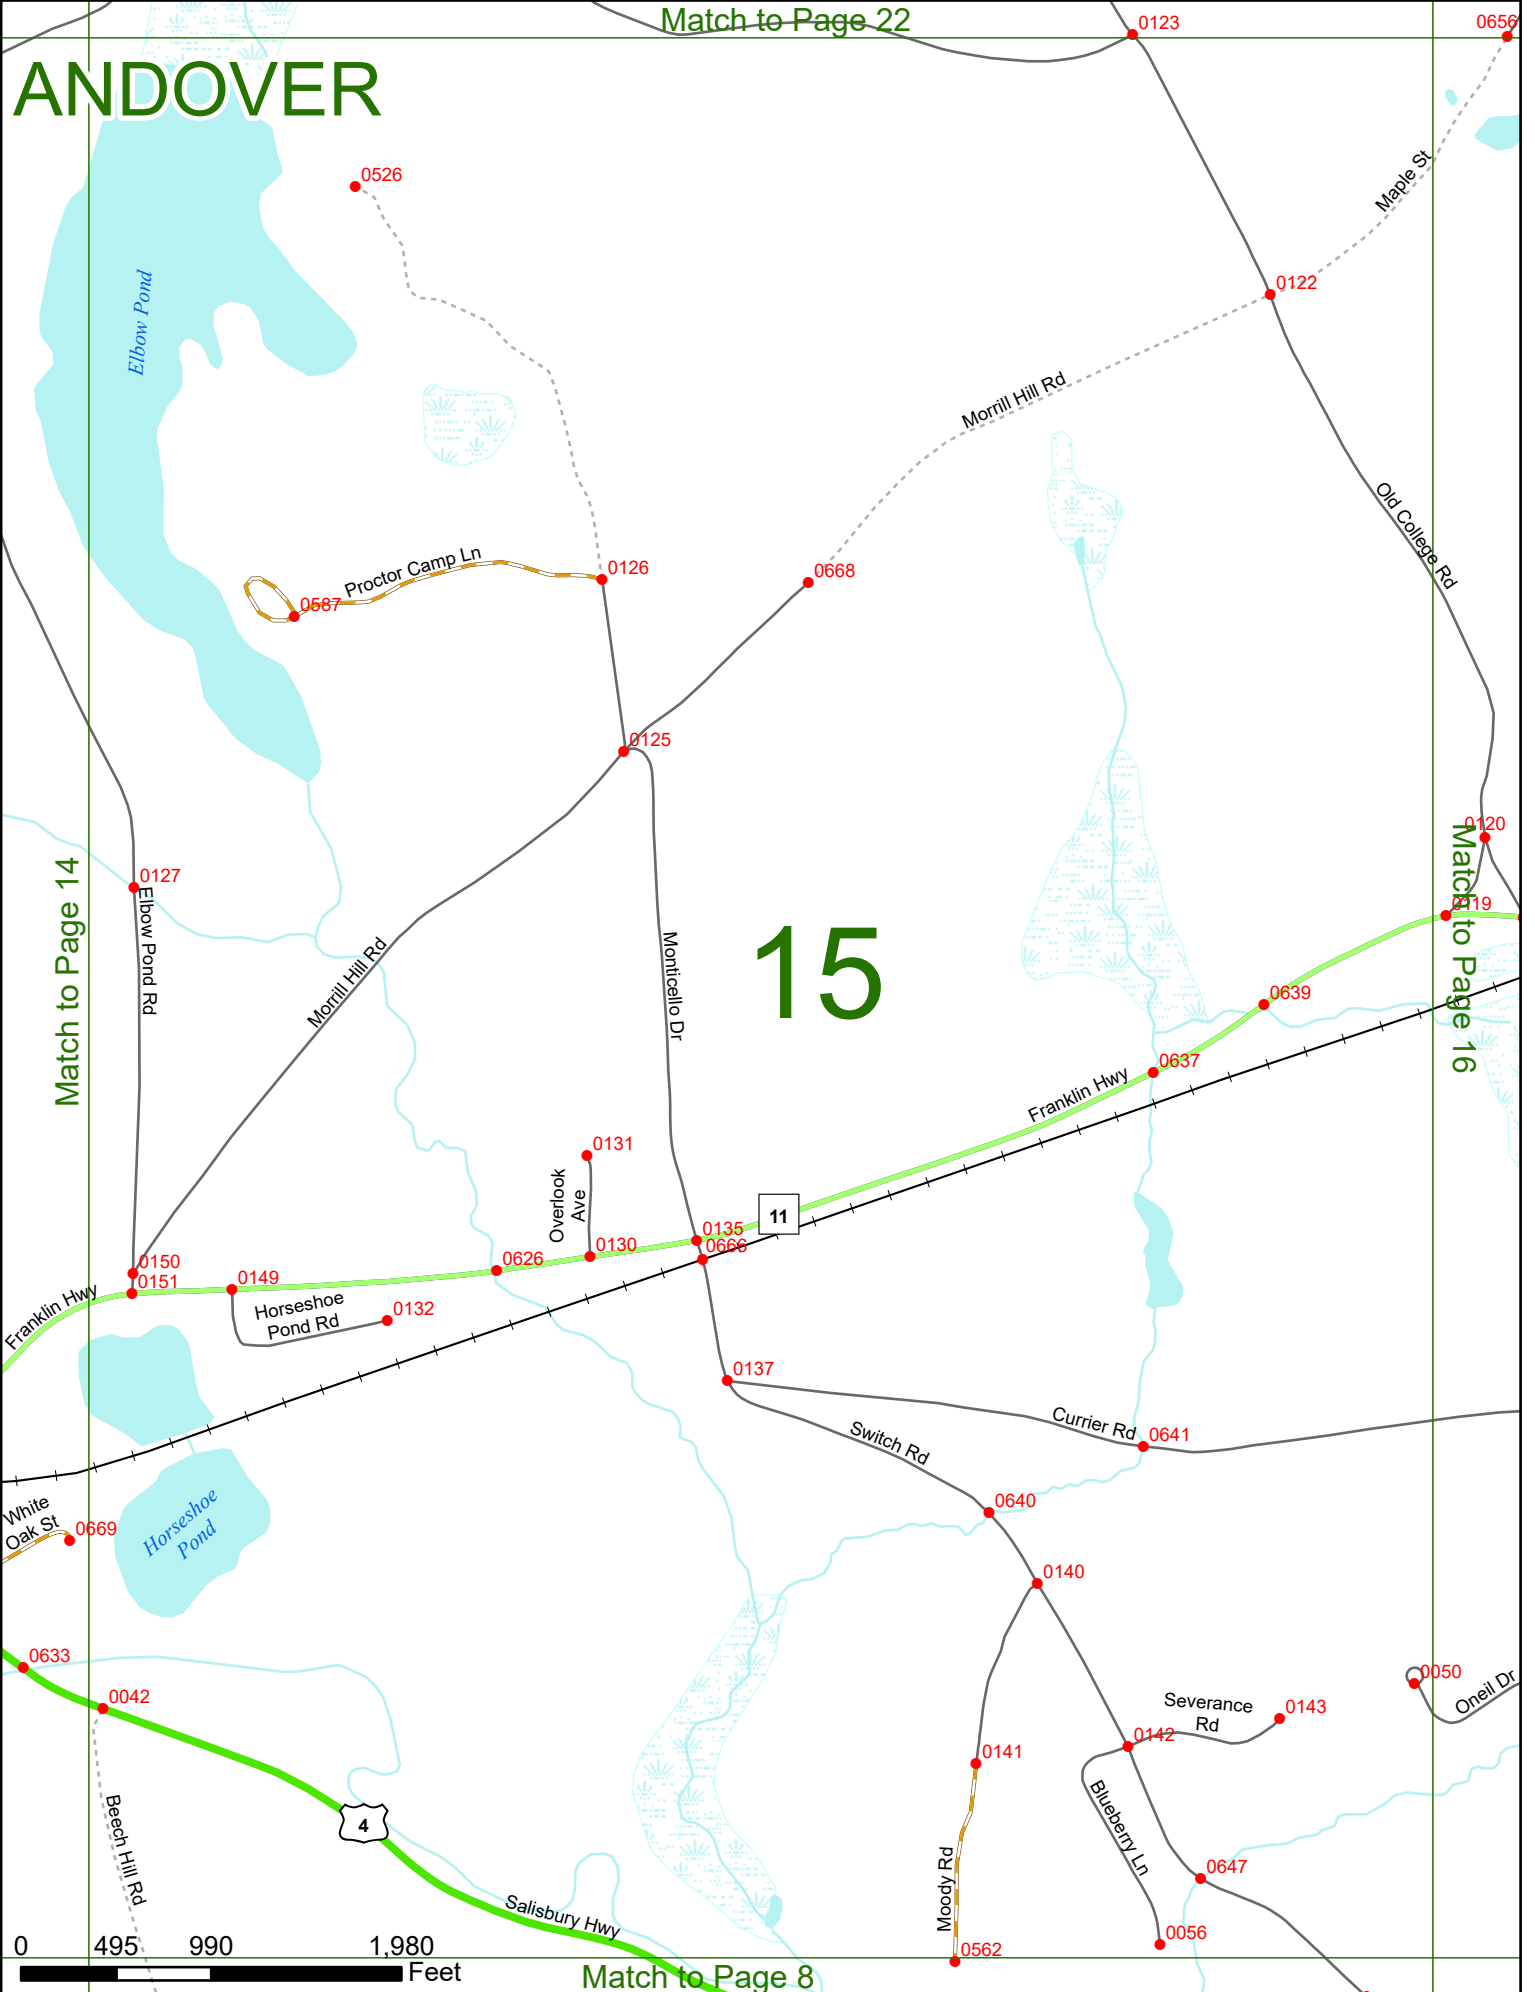 Match to Page 22
0123
0656
ANDOVER
0526
Maple St
Elbow Pond
0122
Morrill Hill Rd
Old College Rd
Proctor Camp Ln
0126
0668
0587
0125
0120
Match to Page 14
0127
Elbow Pond Rd
0119
Match to Page 16
15
Morrill Hill Rd
Monticello Dr
0639
0637
Franklin Hwy
0131
Overlook
Ave
11
0135
0130
0666
0626
0150
0151
0149
Franklin Hwy
Horseshoe
Pond Rd
0132
0137
Currier Rd
0641
Switch Rd
White
Oak St
0669
Horseshoe
Pond
0640
0140
0633
0042
0050
Oneil Dr
Severance
Rd
0143
0142
0141
Beech Hill Rd
4
Blueberry Ln
0647
Moody Rd
Salisbury Hwy
0056
0562
0 495 990 1,980
Feet
Match to Page 8